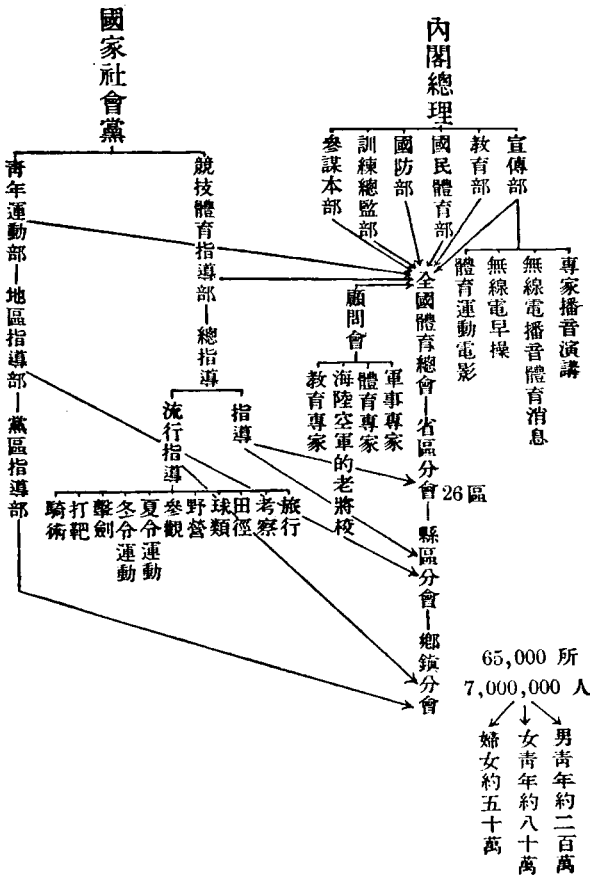 內閣總理
宣傳部
教育部
國民體育部
國防部
訓練總監部
參謀本部
專家播音演講
無線電播音體育消息
無線電早操
體育運動電影
全國體育總會—省區分會—縣區分會—鄉鎮分會
26 區
顧問會
軍事專家
體育專家
海陸空軍的老將校
教育專家
國家社會黨
競技體育指導部—總指導
指導
流行指導
旅行
考察
田徑
球類
野營
參觀
夏令運動
冬令運動
擊劍
打靶
騎術
青年運動部—地區指導部—黨區指導部
65,000 所
7,000,000 人
男青年約二百萬
女青年約八十萬
婦女約五十萬